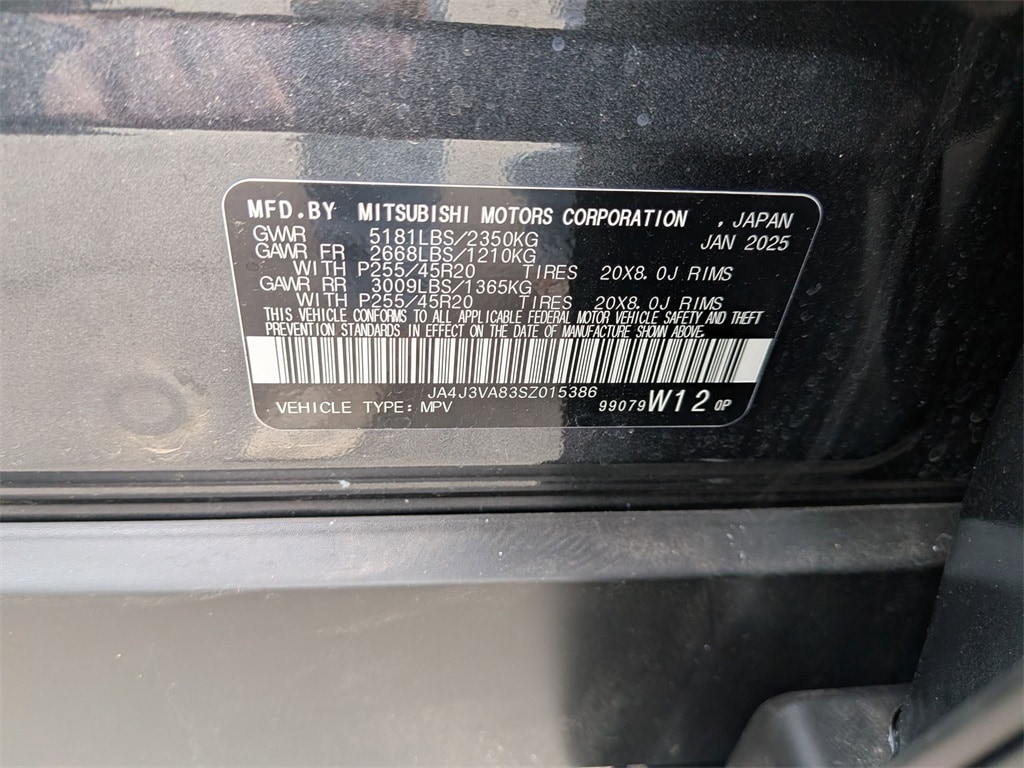 MFD.BY MITSUBISHI MOTORS CORPORATION , JAPAN
GVWR 5181LBS/2350KG JAN 2025
GAWR FR 2668LBS/1210KG
WITH P255/45R20 TIRES 20X8.0J RIMS
GAWR RR 3009LBS/1365KG
WITH P255/45R20 TIRES 20X8.0J RIMS
THIS VEHICLE CONFORMS TO ALL APPLICABLE FEDERAL MOTOR VEHICLE SAFETY AND THEFT
PREVENTION STANDARDS IN EFFECT ON THE DATE OF MANUFACTURE SHOWN ABOVE.
JA4J3VA83SZ015386
VEHICLE TYPE: MPV 99079 W12 0P